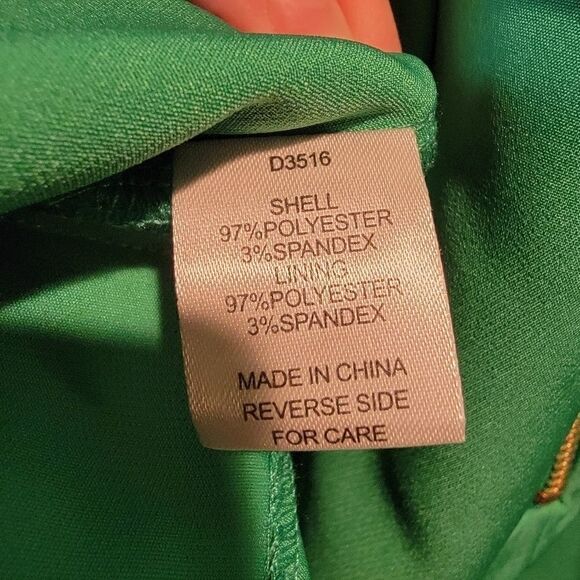 D3516
SHELL
97%POLYESTER
3%SPANDEX
LINING
97%POLYESTER
3%SPANDEX
MADE IN CHINA
REVERSE SIDE
FOR CARE